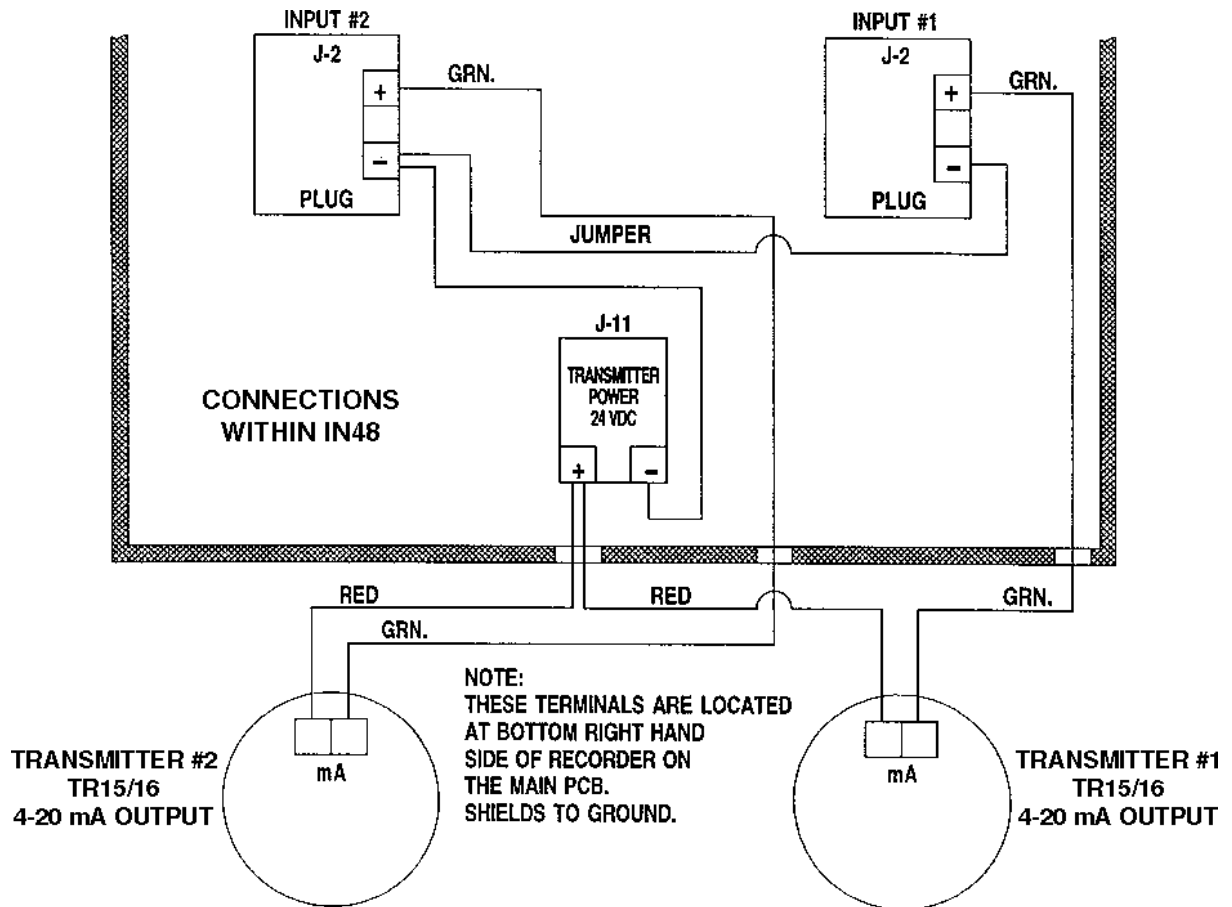 INPUT #2
J-2
+
-
PLUG
GRN.
INPUT #1
J-2
+
-
PLUG
GRN.
JUMPER
J-11
TRANSMITTER
POWER
24 VDC
+
-
CONNECTIONS
WITHIN IN48
RED
GRN.
RED
GRN.
NOTE:
THESE TERMINALS ARE LOCATED
AT BOTTOM RIGHT HAND
SIDE OF RECORDER ON
THE MAIN PCB.
SHIELDS TO GROUND.
mA
TRANSMITTER #2
TR15/16
4-20 mA OUTPUT
mA
TRANSMITTER #1
TR15/16
4-20 mA OUTPUT